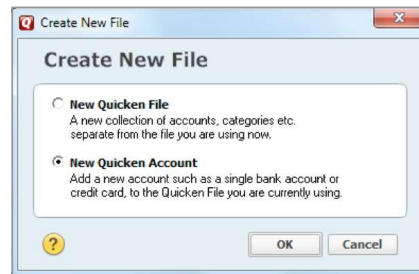 Create New File
Create New File
New Quicken File
A new collection of accounts, categories etc.
separate from the file you are using now.
New Quicken Account
Add a new account such as a single bank account or
credit card, to the Quicken File you are currently using.
?
OK Cancel